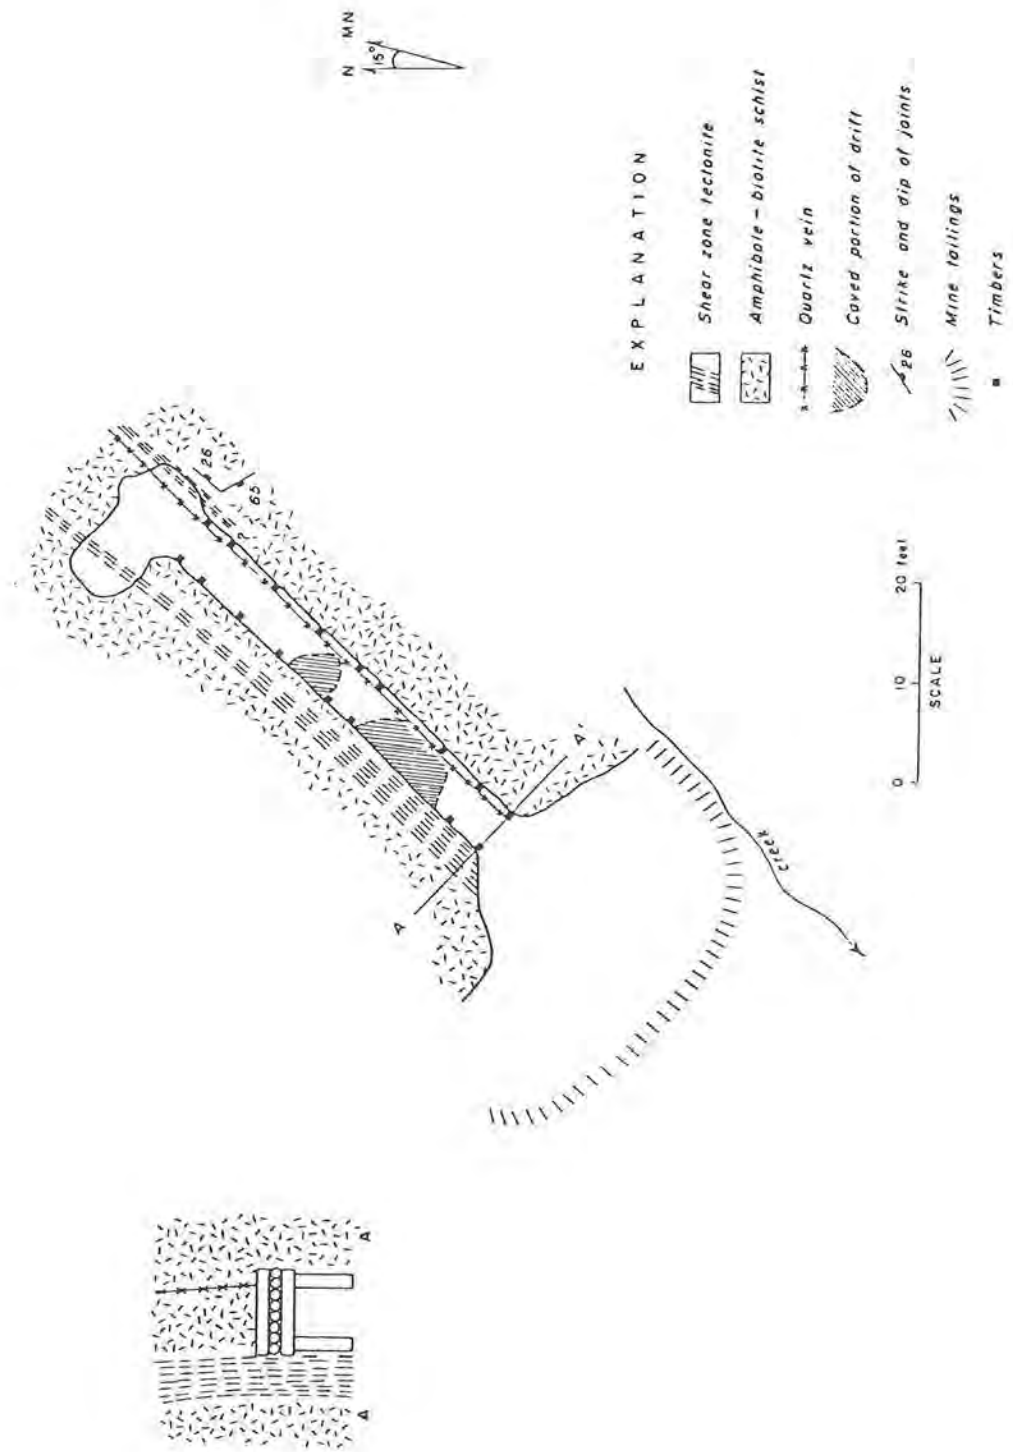 N MN
15°
26
65
?
A
A'
creek
EXPLANATION
Shear zone tectonite
Amphibole-biotite schist
Quartz vein
Caved portion of drift
26 Strike and dip of joints
Mine tailings
Timbers
0 10 20 feet
SCALE
A A